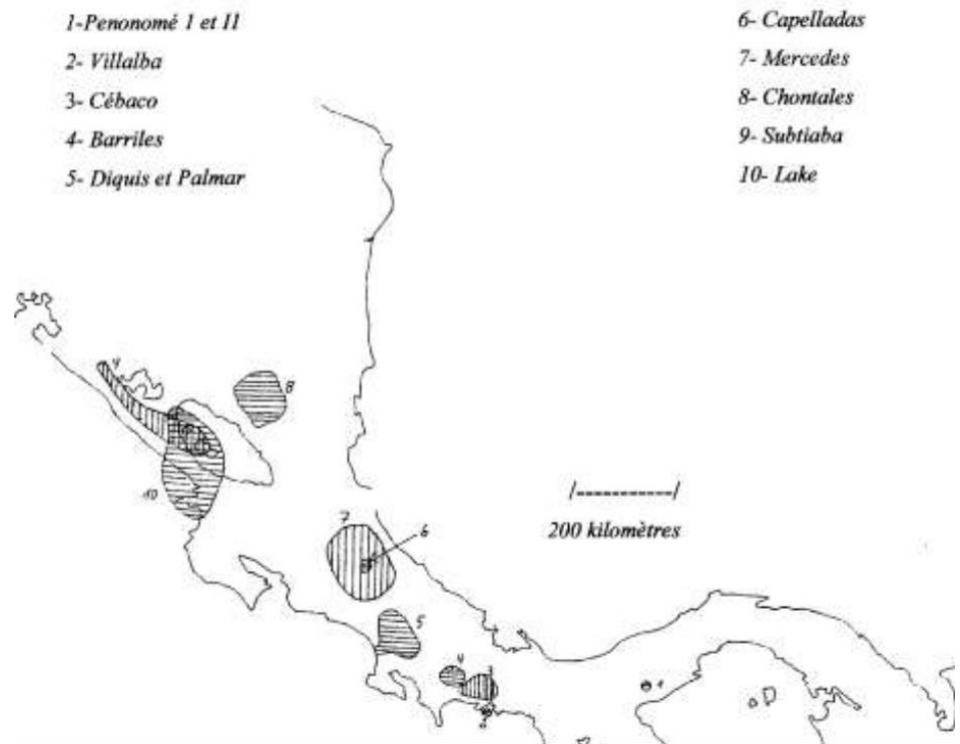 1-Penonomé I et II
2- Villalba
3- Cébaco
4- Barriles
5- Diquis et Palmar
6- Capelladas
7- Mercedes
8- Chontales
9- Subtiaba
10- Lake
9
8
10
7
6
/----------/
200 kilomètres
5
4
3
2
1